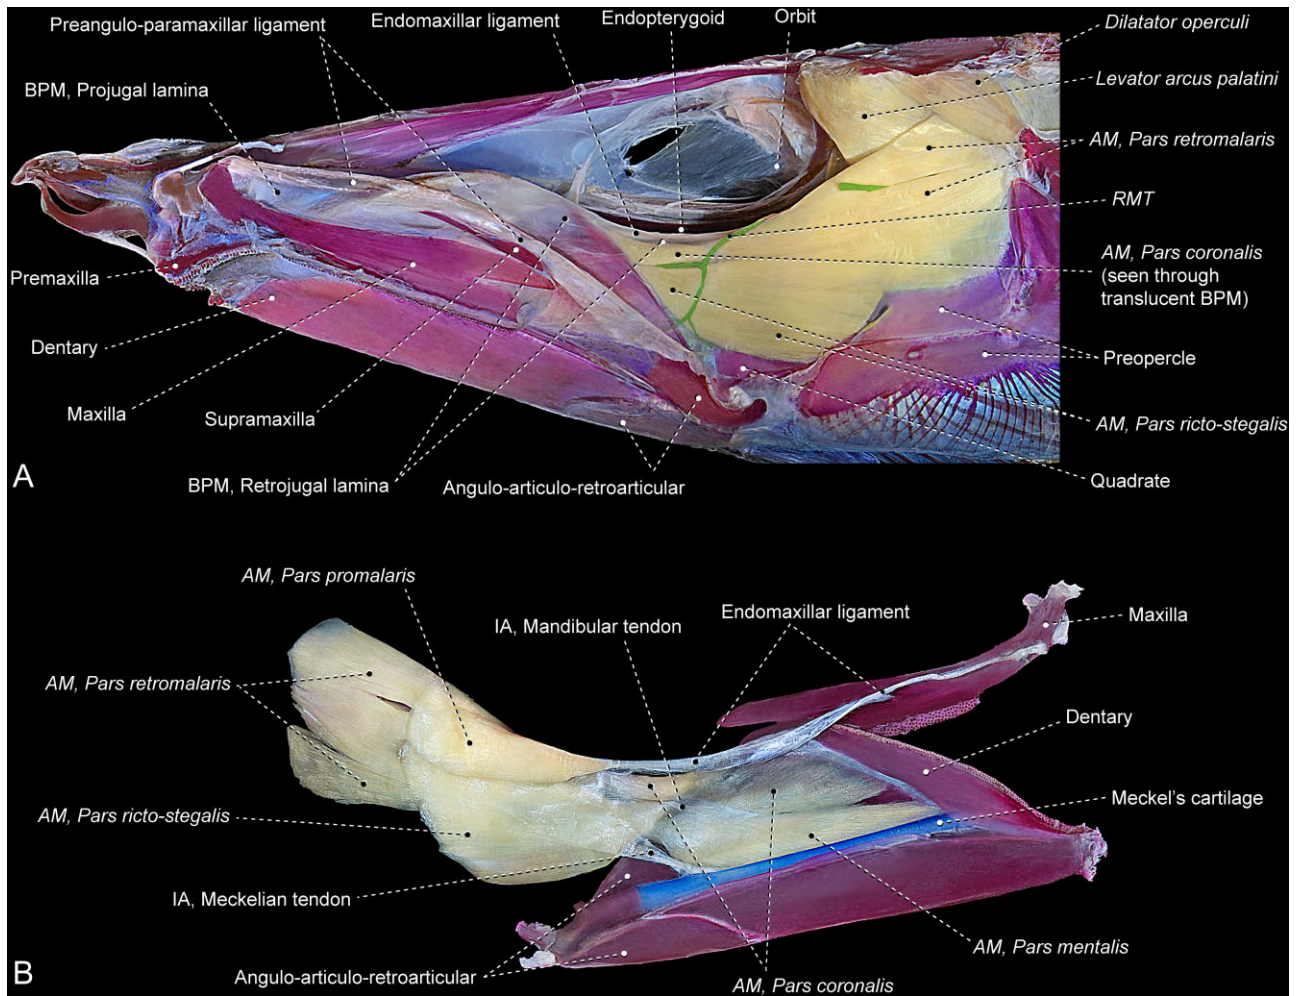 Preangulo-paramaxillar ligament
Endomaxillar ligament
Endopterygoid
Orbit
Dilatator operculi
BPM, Projugal lamina
Levator arcus palatini
AM, Pars retromalaris
RMT
AM, Pars coronalis
(seen through
translucent BPM)
Premaxilla
Dentary
Preopercle
Maxilla
Supramaxilla
AM, Pars ricto-stegalis
A
BPM, Retrojugal lamina
Angulo-articulo-retroarticular
Quadrate
AM, Pars promalaris
IA, Mandibular tendon
Endomaxillar ligament
Maxilla
AM, Pars retromalaris
Dentary
Meckel's cartilage
AM, Pars ricto-stegalis
IA, Meckelian tendon
AM, Pars mentalis
B
Angulo-articulo-retroarticular
AM, Pars coronalis